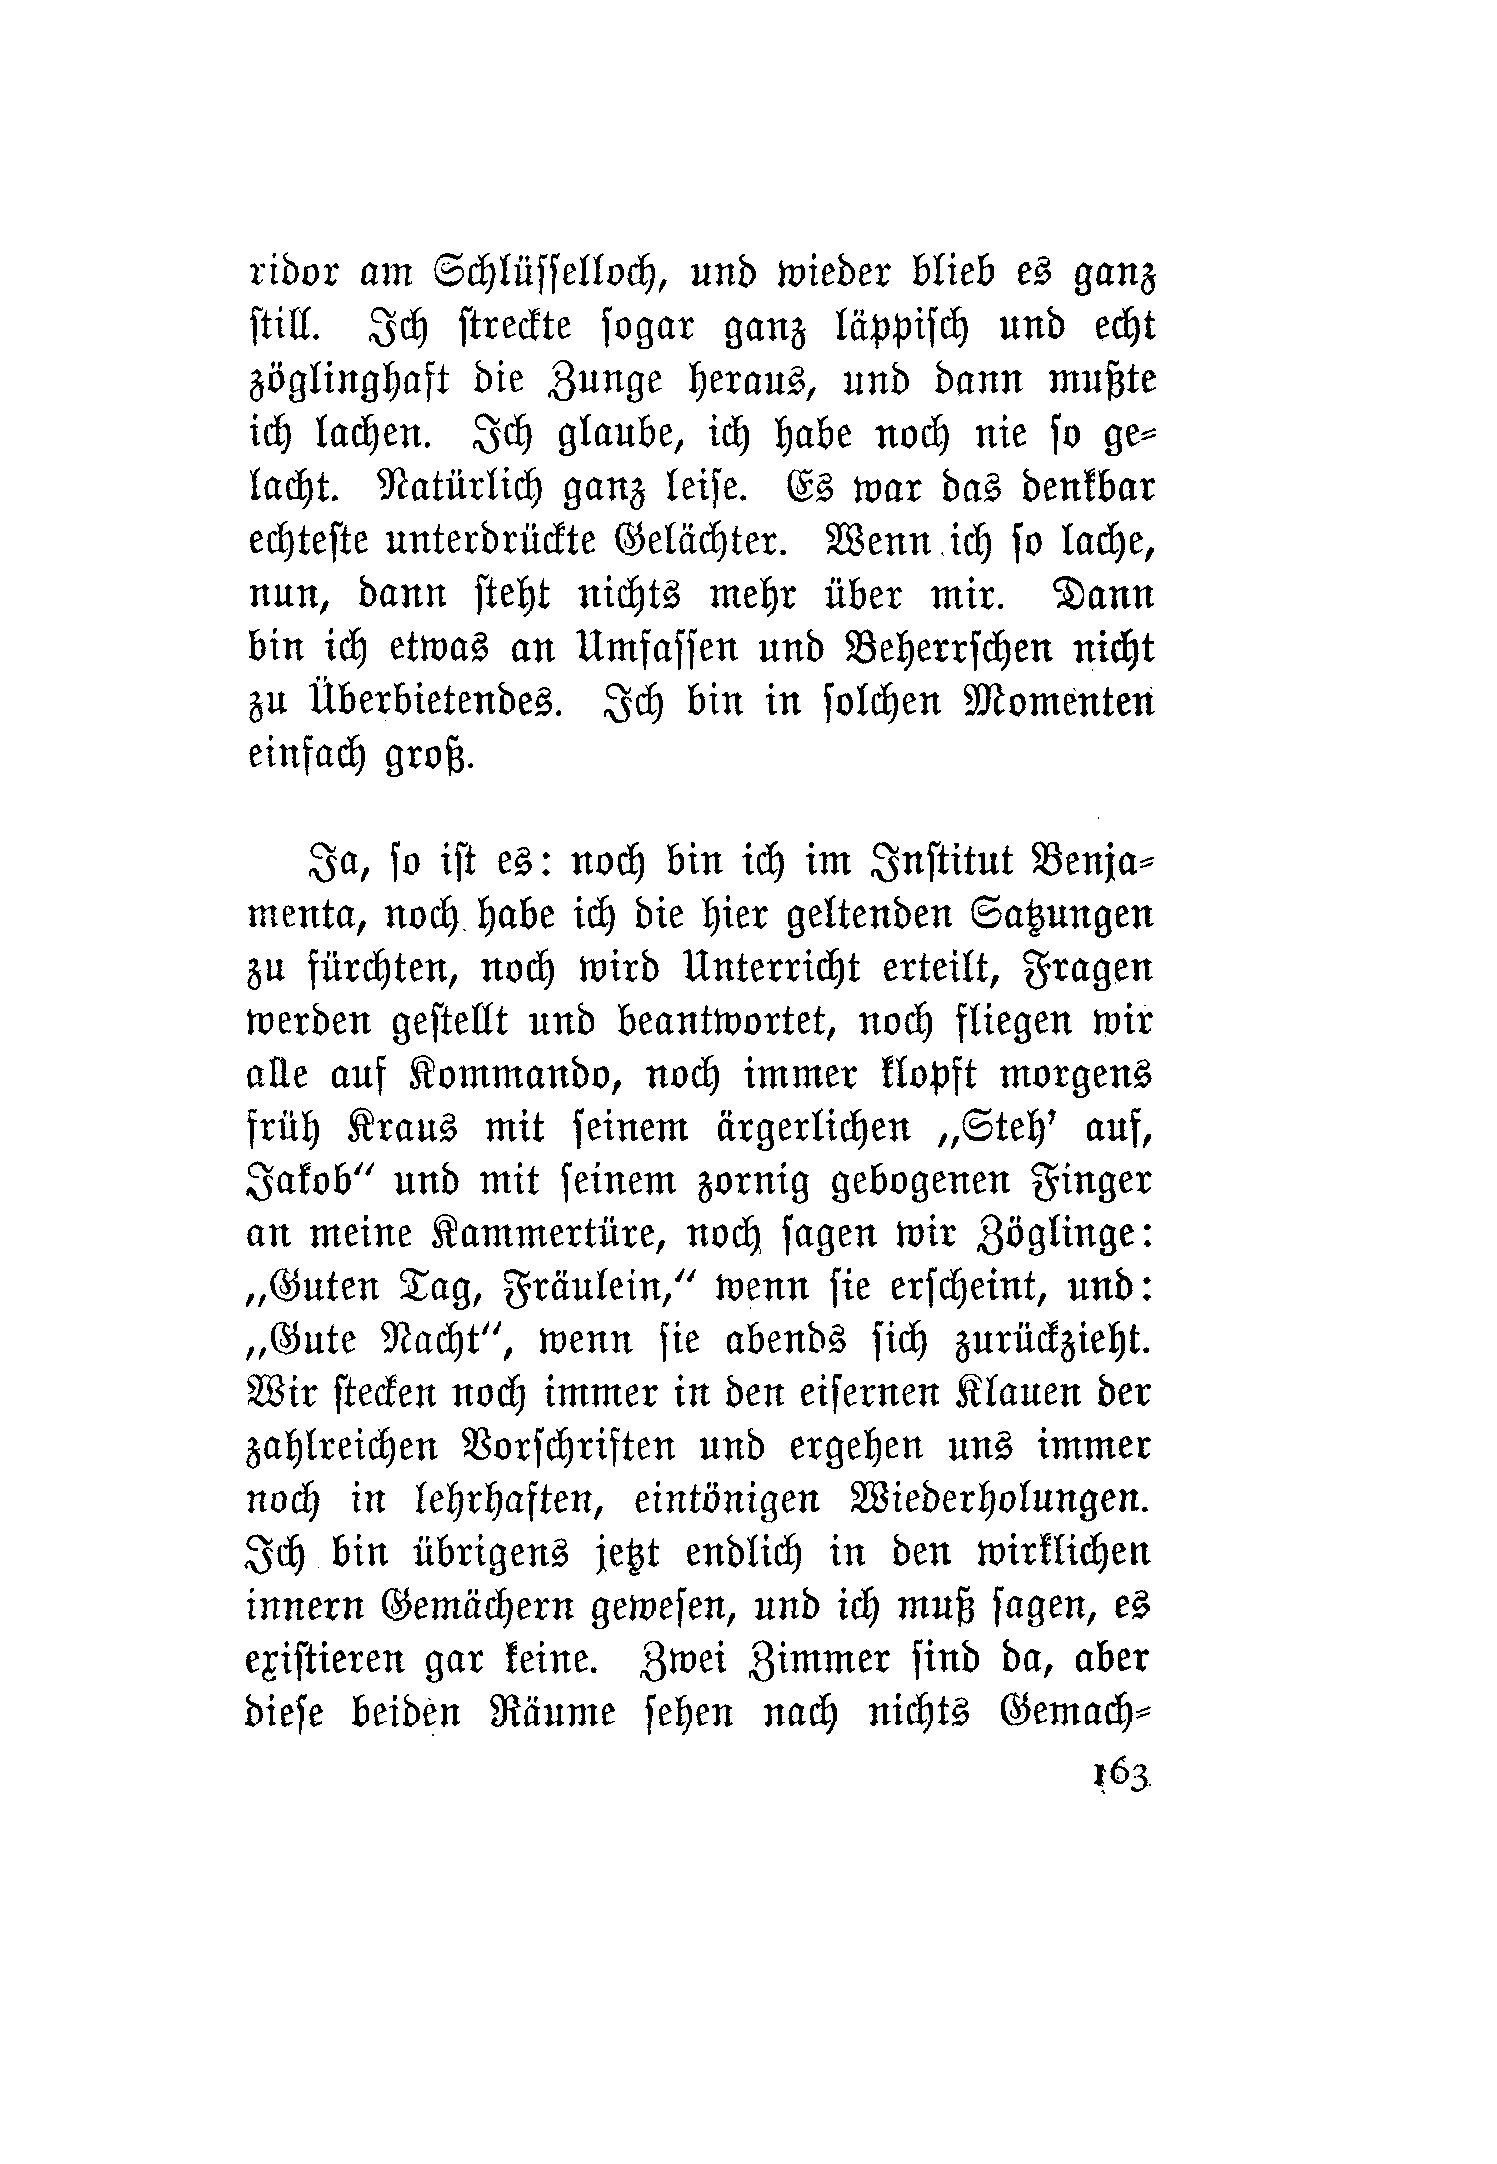 ridor am Schlüſſelloch, und wieder blieb es ganz
ſtill. Ich ſtreckte ſogar ganz läppiſch und echt
zöglinghaft die Zunge heraus, und dann mußte
ich lachen. Ich glaube, ich habe noch nie ſo ge⸗
lacht. Natürlich ganz leiſe. Es war das denkbar
echteſte unterdrückte Gelächter. Wenn ich ſo lache,
nun, dann ſteht nichts mehr über mir. Dann
bin ich etwas an Umfaſſen und Beherrſchen nicht
zu Überbietendes. Ich bin in ſolchen Momenten
einfach groß.
Ja, ſo iſt es: noch bin ich im Inſtitut Benja⸗
menta, noch habe ich die hier geltenden Satzungen
zu fürchten, noch wird Unterricht erteilt, Fragen
werden geſtellt und beantwortet, noch fliegen wir
alle auf Kommando, noch immer klopft morgens
früh Kraus mit ſeinem ärgerlichen „Steh’ auf,
Jakob“ und mit ſeinem zornig gebogenen Finger
an meine Kammertüre, noch ſagen wir Zöglinge:
„Guten Tag, Fräulein,“ wenn ſie erſcheint, und:
„Gute Nacht“, wenn ſie abends ſich zurückzieht.
Wir ſtecken noch immer in den eiſernen Klauen der
zahlreichen Vorſchriften und ergehen uns immer
noch in lehrhaften, eintönigen Wiederholungen.
Ich bin übrigens jetzt endlich in den wirklichen
innern Gemächern geweſen, und ich muß ſagen, es
exiſtieren gar keine. Zwei Zimmer ſind da, aber
dieſe beiden Räume ſehen nach nichts Gemach⸗
163